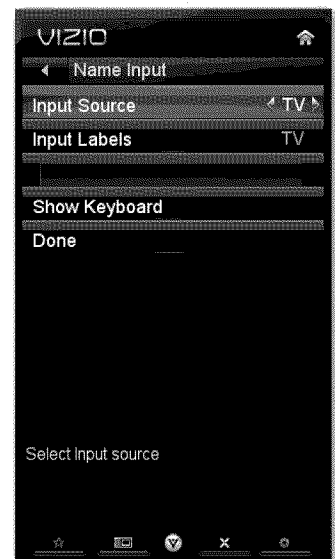 VIZIO
Name Input
Input Source TV
Input Labels TV
Show Keyboard
Done
Select Input source